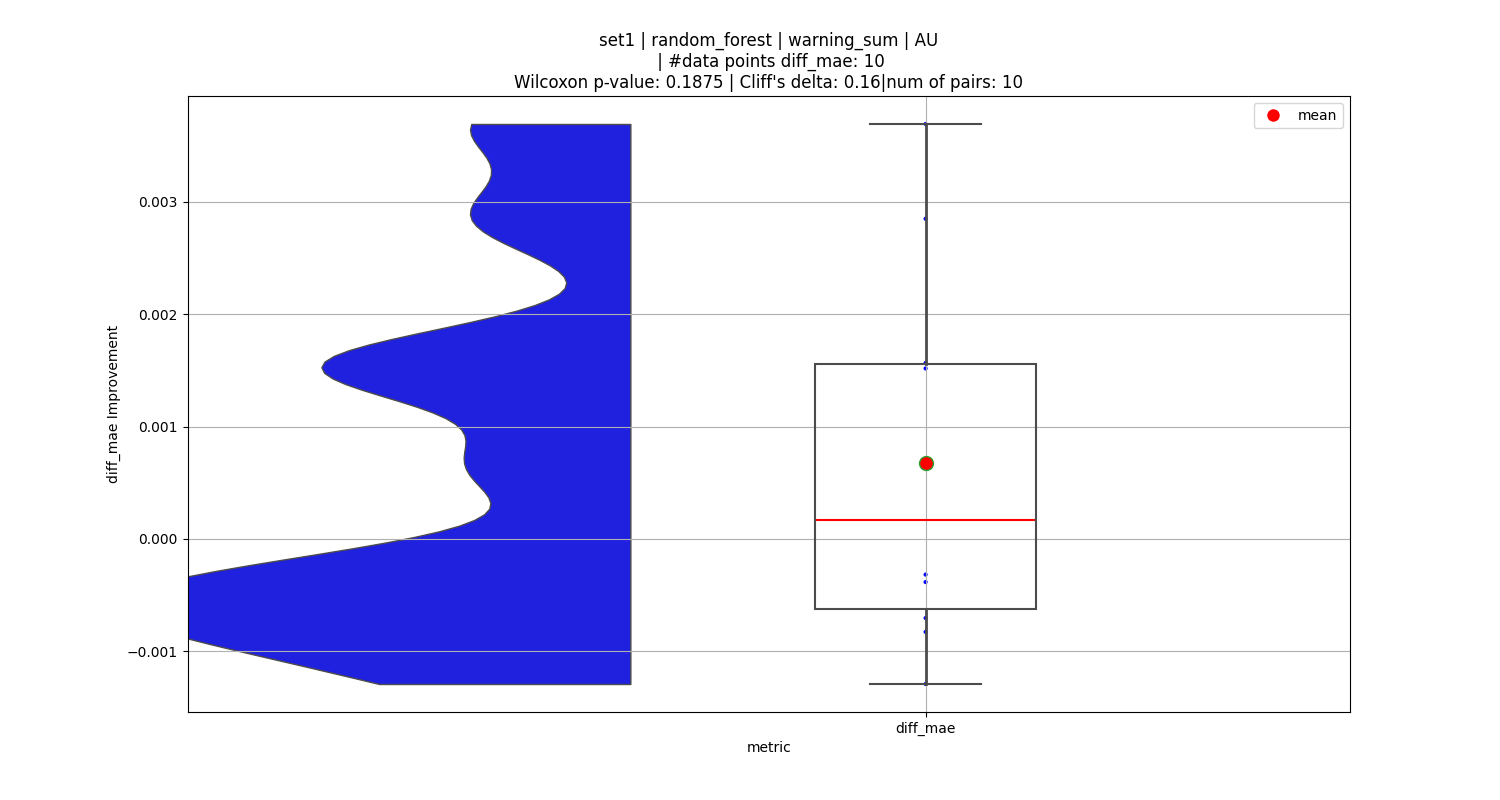 set1 | random_forest | warning_sum | AU
| #data points diff_mae: 10
Wilcoxon p-value: 0.1875 | Cliff's delta: 0.16|num of pairs: 10
mean
0.003
0.002
0.001
0.000
−0.001
diff_mae Improvement
diff_mae
metric